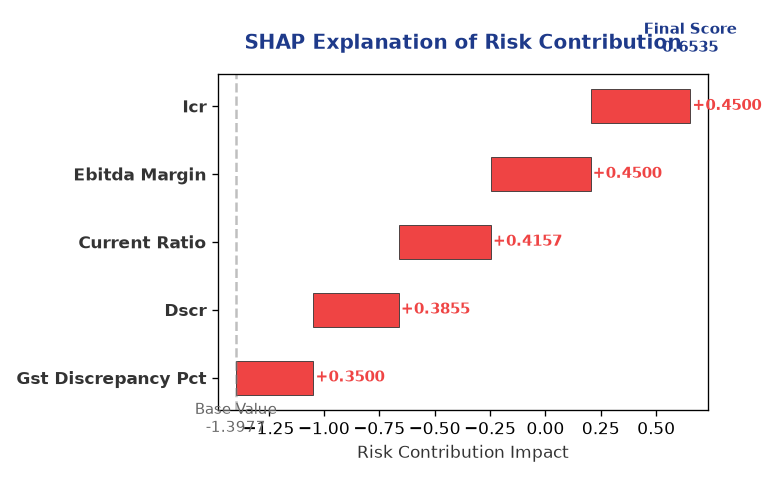 SHAP Explanation of Risk Contribution
Final Score
0.6535
Icr
+0.4500
Ebitda Margin
+0.4500
Current Ratio
+0.4157
Dscr
+0.3855
Gst Discrepancy Pct
+0.3500
Base Value
-1.3977
−1.25 −1.00 −0.75 −0.50 −0.25 0.00 0.25 0.50
Risk Contribution Impact